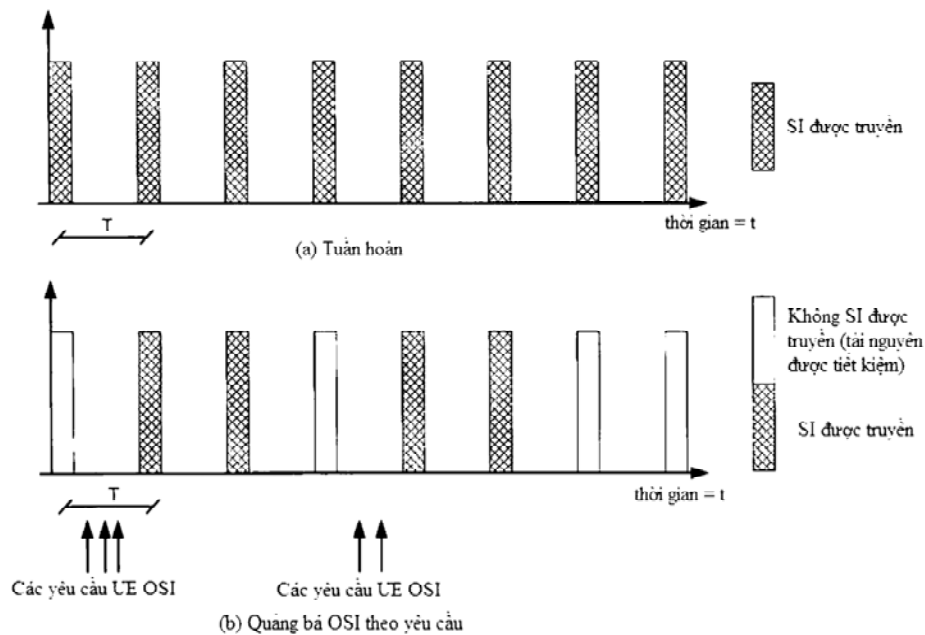 SI được truyền
T
thời gian = t
(a) Tuần hoàn
Không SI được
truyền (tài nguyên
được tiết kiệm)
SI được truyền
T
thời gian = t
Các yêu cầu UE OSI
Các yêu cầu UE OSI
(b) Quảng bá OSI theo yêu cầu